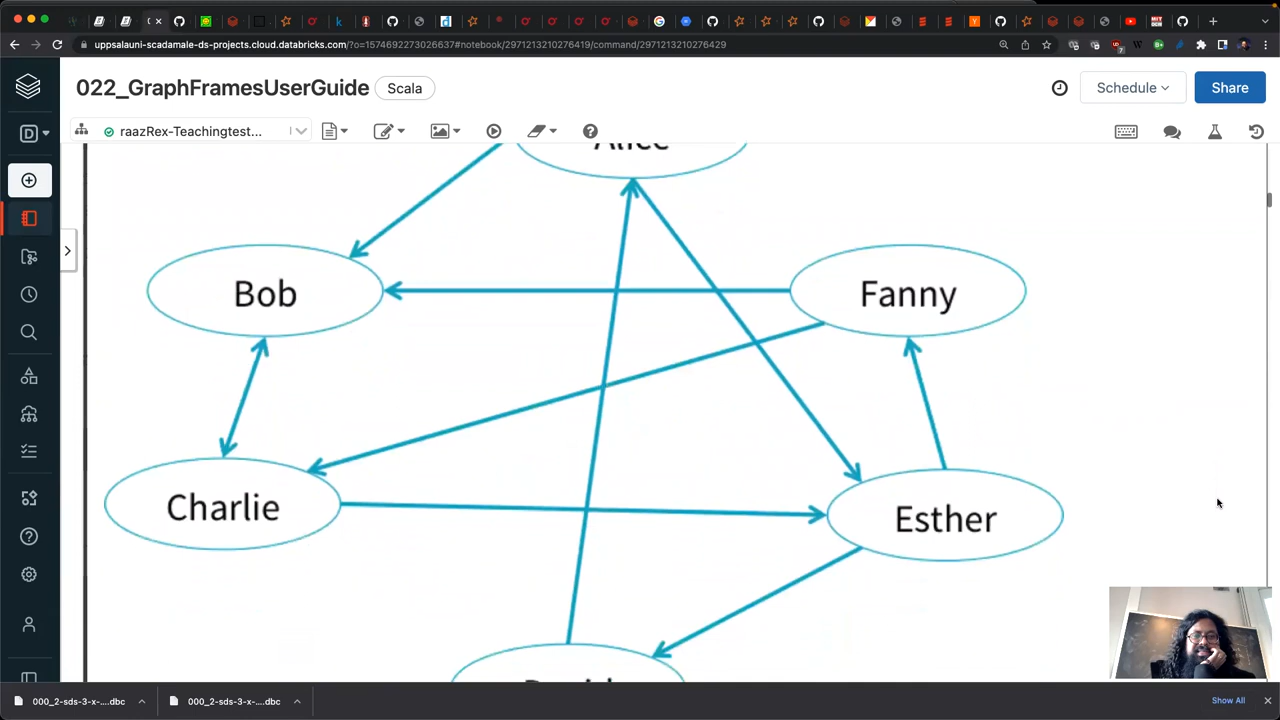 uppsalauni-scadamale-ds-projects.cloud.databricks.com/?o=1574692273026637#notebook/2971213210276419/command/2971213210276429
022_GraphFramesUserGuide
Scala
Schedule
Share
raazRex-Teachingtest...
Alice
Bob
Fanny
Charlie
Esther
000_2-sds-3-x-....dbc
000_2-sds-3-x-....dbc
Show All